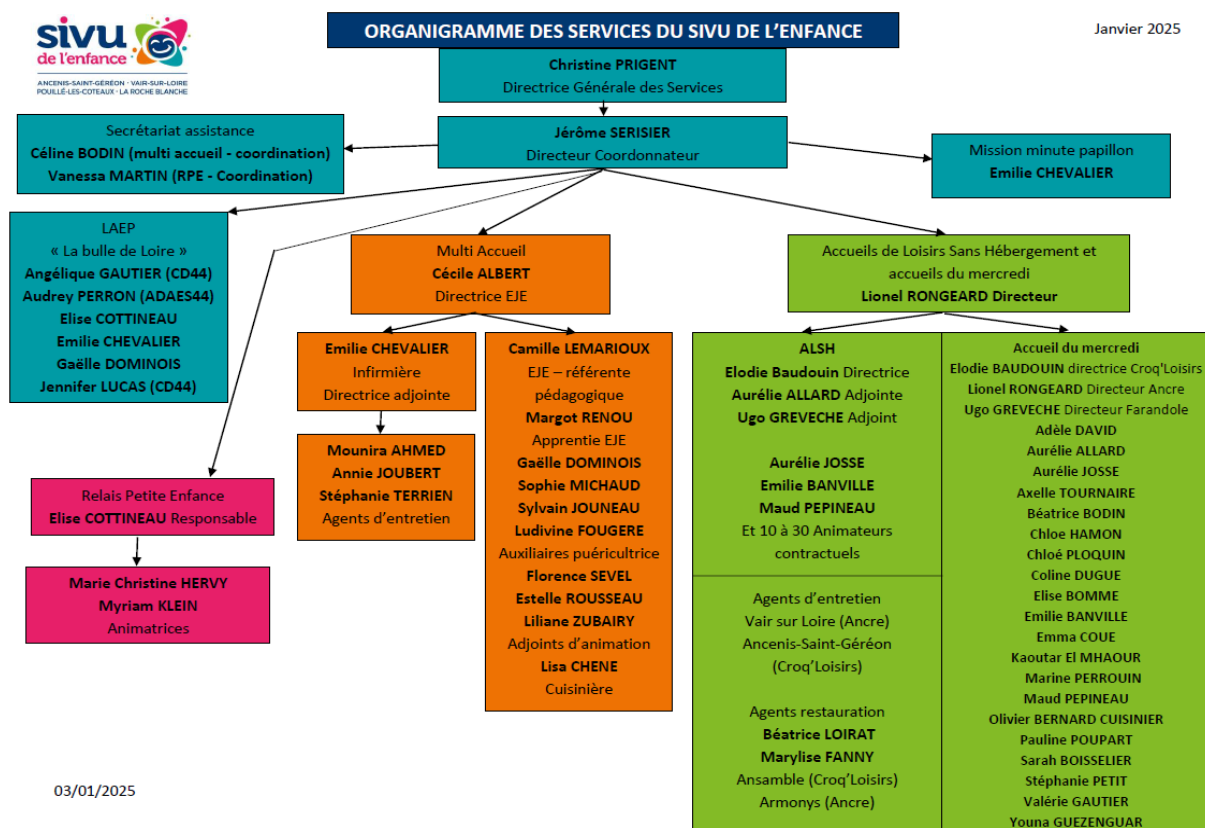 sivu
de l'enfance
ANCENIS-SAINT-GÉRÉON · VAIR-SUR-LOIRE
POUILLÉ-LES-COTEAUX · LA ROCHE BLANCHE
ORGANIGRAMME DES SERVICES DU SIVU DE L'ENFANCE
Janvier 2025
Christine PRIGENT
Directrice Générale des Services
Jérôme SERISIER
Directeur Coordonnateur
Secrétariat assistance
Céline BODIN (multi accueil - coordination)
Vanessa MARTIN (RPE - Coordination)
Mission minute papillon
Emilie CHEVALIER
LAEP
« La bulle de Loire »
Angélique GAUTIER (CD44)
Audrey PERRON (ADAES44)
Elise COTTINEAU
Emilie CHEVALIER
Gaëlle DOMINOIS
Jennifer LUCAS (CD44)
Multi Accueil
Cécile ALBERT
Directrice EJE
Accueils de Loisirs Sans Hébergement et
accueils du mercredi
Lionel RONGEARD Directeur
Emilie CHEVALIER
Infirmière
Directrice adjointe
Mounira AHMED
Annie JOUBERT
Stéphanie TERRIEN
Agents d'entretien
Camille LEMARIOUX
EJE – référente
pédagogique
Margot RENOU
Apprentie EJE
Gaëlle DOMINOIS
Sophie MICHAUD
Sylvain JOUNEAU
Ludivine FOUGERE
Auxiliaires puéricultrice
Florence SEVEL
Estelle ROUSSEAU
Liliane ZUBAIRY
Adjoints d'animation
Lisa CHENE
Cuisinière
Relais Petite Enfance
Elise COTTINEAU Responsable
Marie Christine HERVY
Myriam KLEIN
Animatrices
ALSH
Elodie Baudouin Directrice
Aurélie ALLARD Adjointe
Ugo GREVECHE Adjoint
Aurélie JOSSE
Emilie BANVILLE
Maud PEPINEAU
Et 10 à 30 Animateurs
contractuels
Agents d'entretien
Vair sur Loire (Ancre)
Ancenis-Saint-Géréon
(Croq'Loisirs)
Agents restauration
Béatrice LOIRAT
Marylise FANNY
Ansamble (Croq'Loisirs)
Armonys (Ancre)
Accueil du mercredi
Elodie BAUDOUIN directrice Croq'Loisirs
Lionel RONGEARD Directeur Ancre
Ugo GREVECHE Directeur Farandole
Adèle DAVID
Aurélie ALLARD
Aurélie JOSSE
Axelle TOURNAIRE
Béatrice BODIN
Chloe HAMON
Chloé PLOQUIN
Coline DUGUE
Elise BOMME
Emilie BANVILLE
Emma COUE
Kaoutar El MHAOUR
Marine PERROUIN
Maud PEPINEAU
Olivier BERNARD CUISINIER
Pauline POUPART
Sarah BOISSELIER
Stéphanie PETIT
Valérie GAUTIER
Youna GUEZENGUAR
03/01/2025